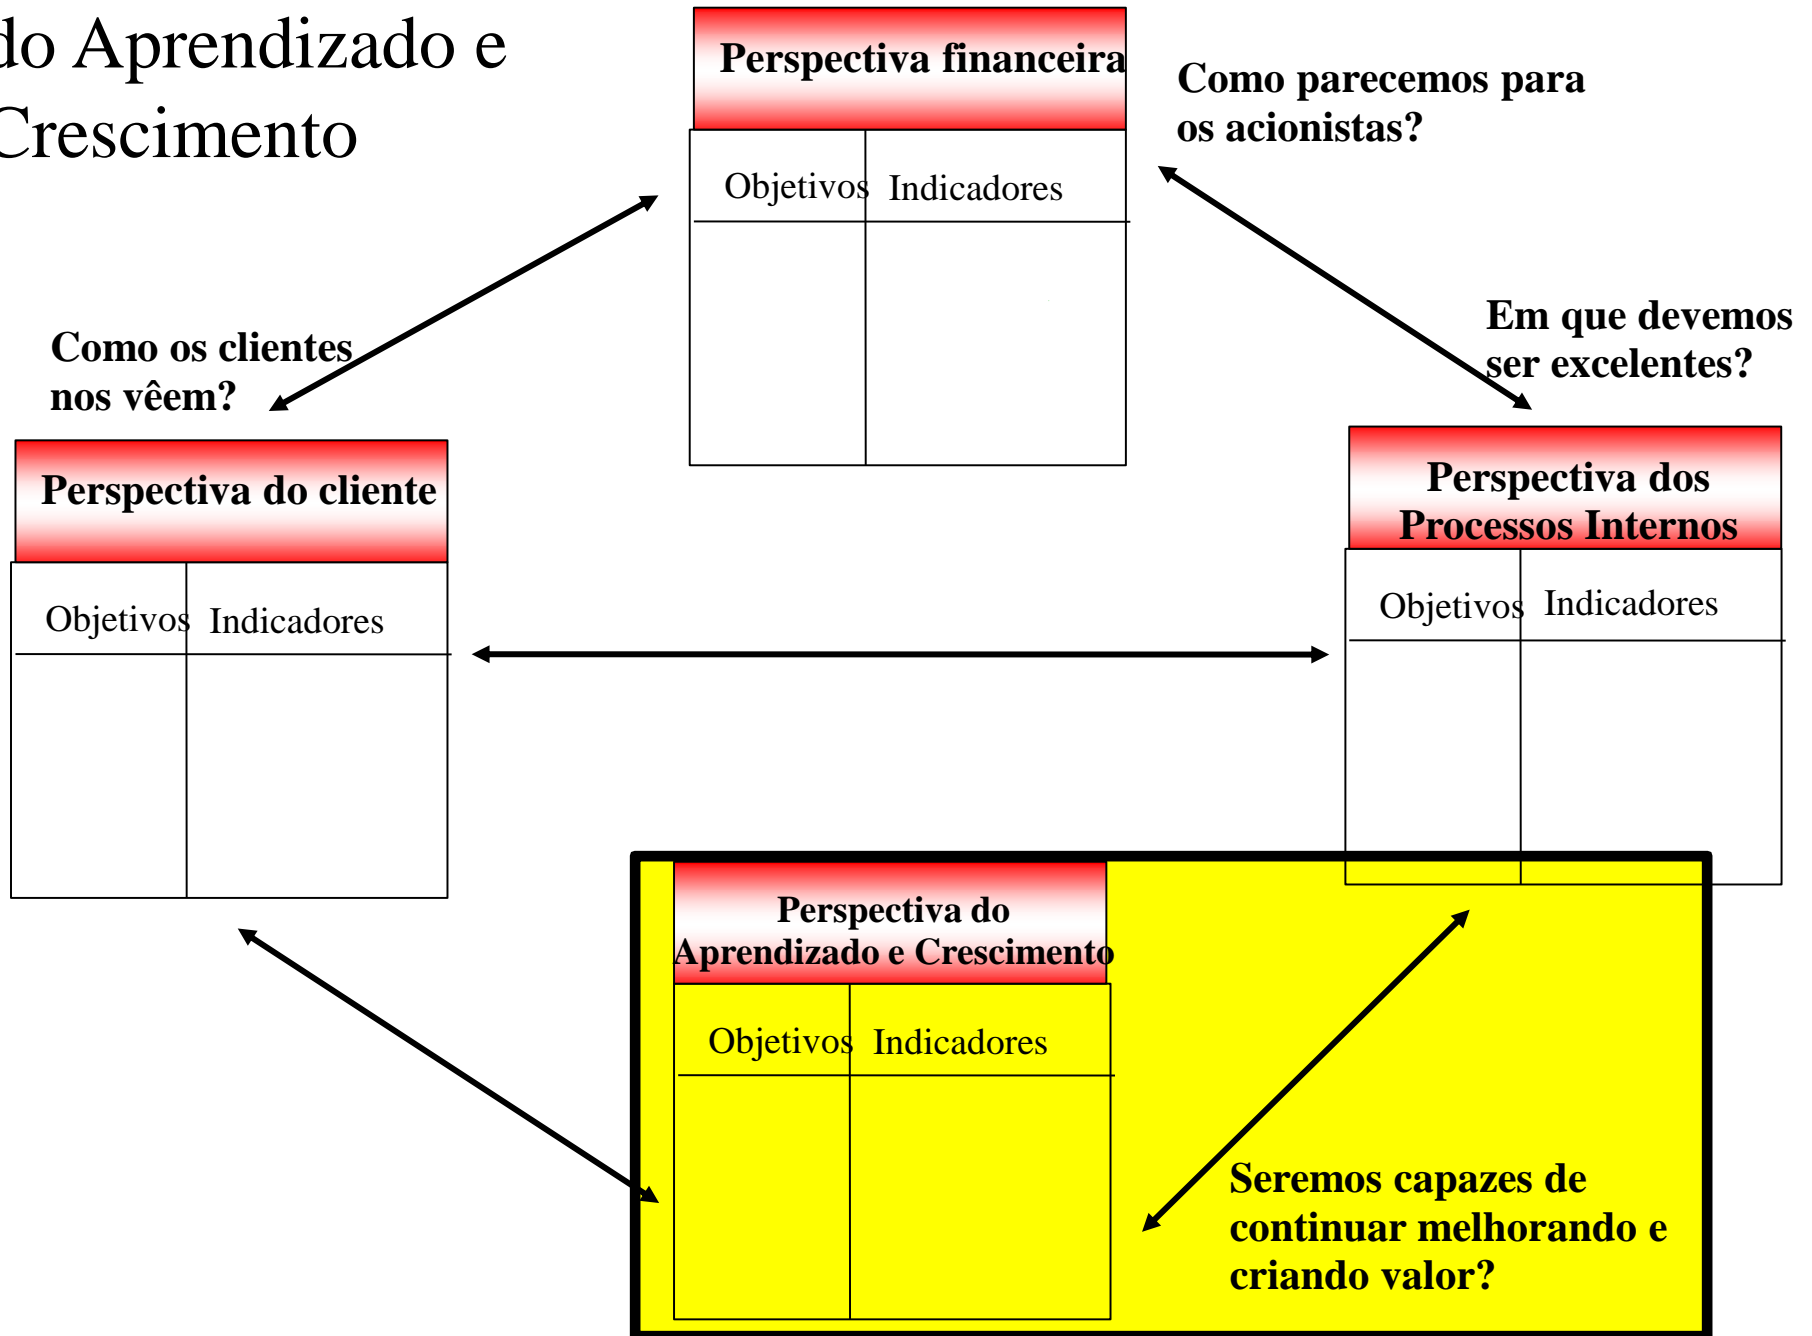 do Aprendizado e
Crescimento
Perspectiva financeira
Como parecemos para
os acionistas?
Objetivos Indicadores
Como os clientes
nos vêem?
Em que devemos
ser excelentes?
Perspectiva do cliente
Objetivos Indicadores
Perspectiva dos
Processos Internos
Objetivos Indicadores
Perspectiva do
Aprendizado e Crescimento
Objetivos Indicadores
Seremos capazes de
continuar melhorando e
criando valor?